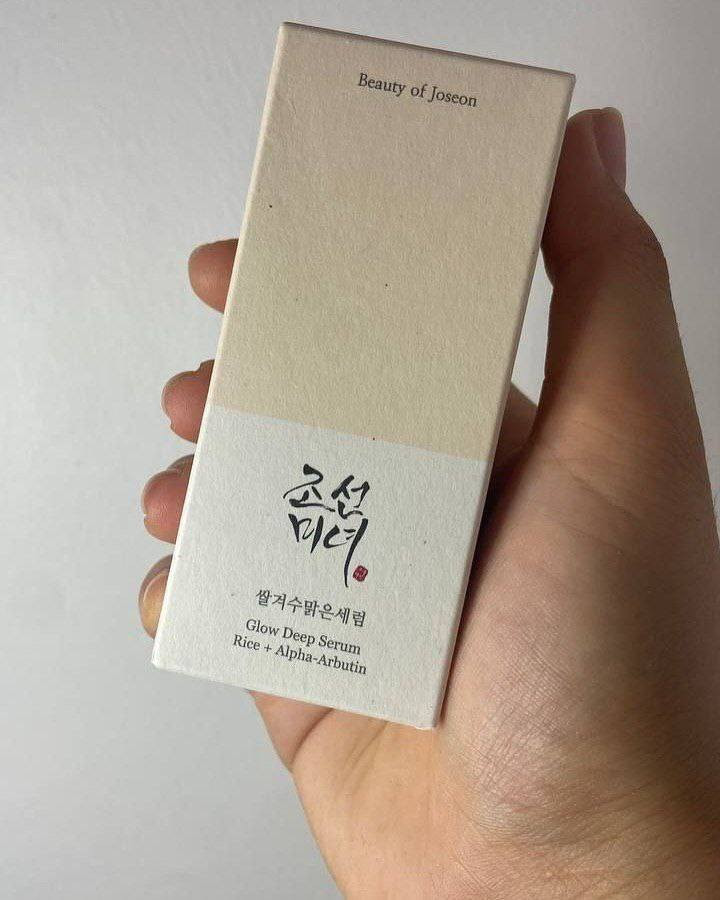 Beauty of Joseon
조선
미녀
쌀겨수맑은세럼
Glow Deep Serum
Rice + Alpha-Arbutin